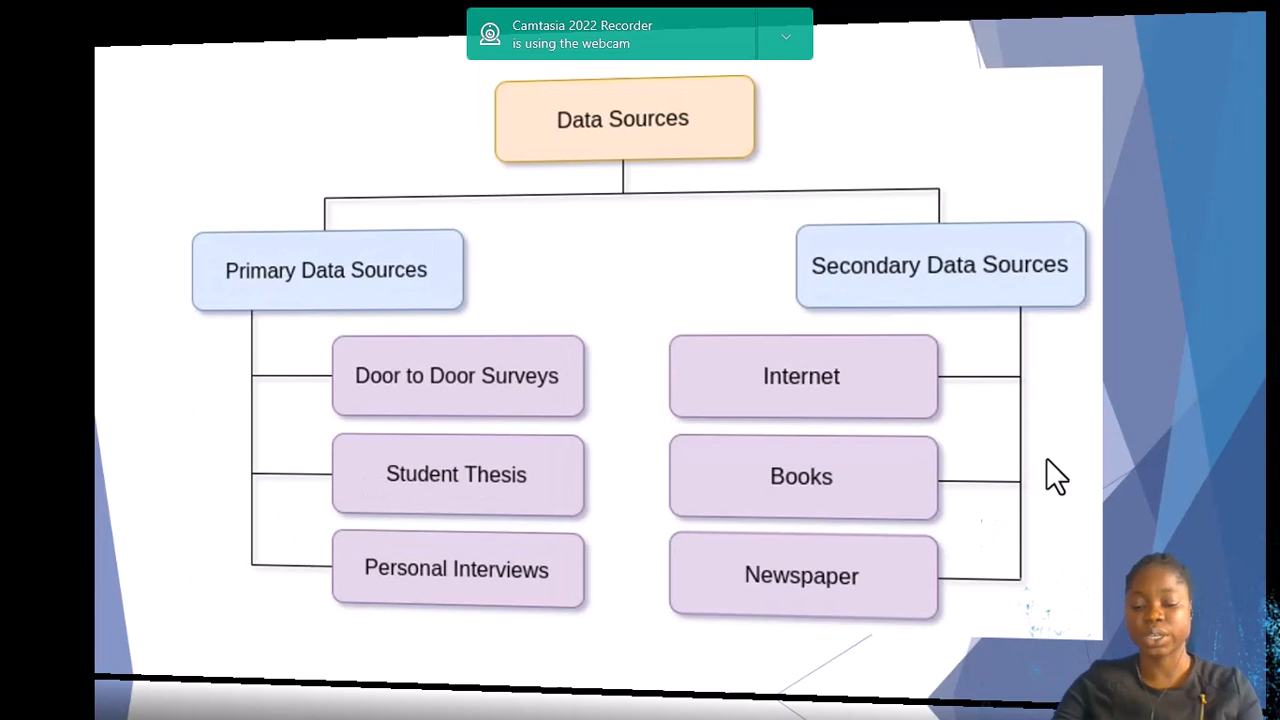 Camtasia 2022 Recorder
is using the webcam
Data Sources
Primary Data Sources
Secondary Data Sources
Door to Door Surveys
Internet
Student Thesis
Books
Personal Interviews
Newspaper